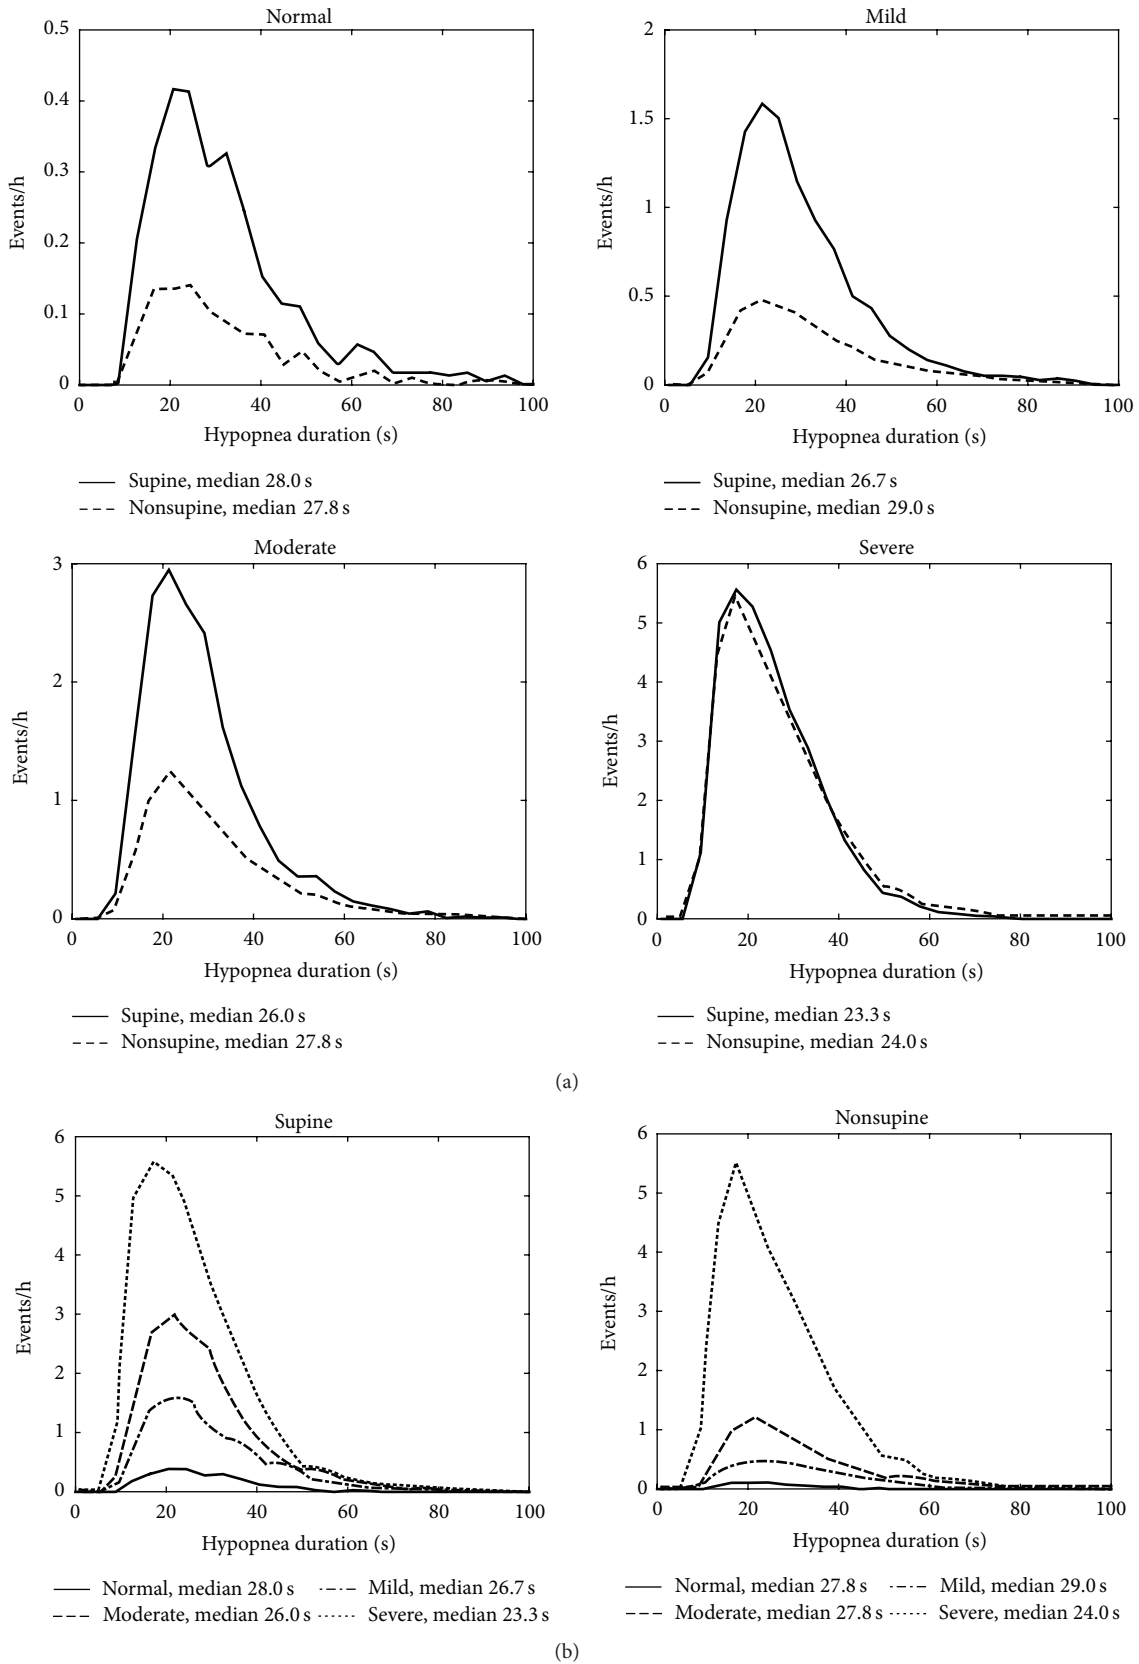 Normal
0.5
0.4
0.3
0.2
0.1
0
Events/h
0 20 40 60 80 100
Hypopnea duration (s)
Supine, median 28.0 s
Nonsupine, median 27.8 s
Mild
2
1.5
1
0.5
0
Events/h
0 20 40 60 80 100
Hypopnea duration (s)
Supine, median 26.7 s
Nonsupine, median 29.0 s
Moderate
3
2
1
0
Events/h
0 20 40 60 80 100
Hypopnea duration (s)
Supine, median 26.0 s
Nonsupine, median 27.8 s
Severe
6
5
4
3
2
1
0
Events/h
0 20 40 60 80 100
Hypopnea duration (s)
Supine, median 23.3 s
Nonsupine, median 24.0 s
(a)
Supine
6
5
4
3
2
1
0
Events/h
0 20 40 60 80 100
Hypopnea duration (s)
Normal, median 28.0 s Mild, median 26.7 s
Moderate, median 26.0 s Severe, median 23.3 s
Nonsupine
6
5
4
3
2
1
0
Events/h
0 20 40 60 80 100
Hypopnea duration (s)
Normal, median 27.8 s Mild, median 29.0 s
Moderate, median 27.8 s Severe, median 24.0 s
(b)